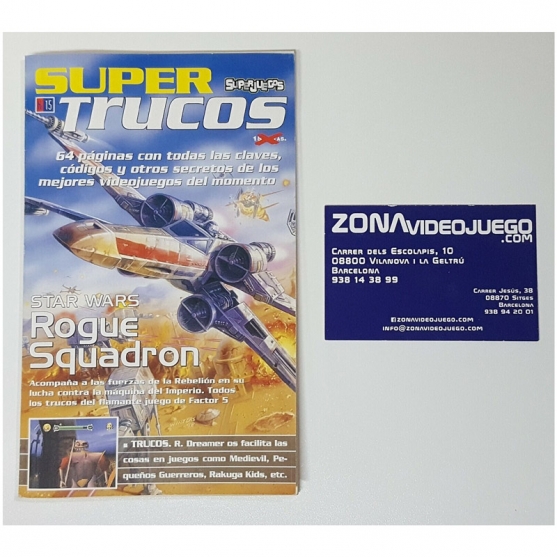 SUPER
SUPERJUEGOS
Nº 15
Trucos
64 páginas con todas las claves,
códigos y otros secretos de los
mejores videojuegos del momento
STAR WARS
Rogue
Squadron
Acompaña a las fuerzas de la Rebelión en su
lucha contra la máquina del Imperio. Todos
los trucos del flamante juego de Factor 5
TRUCOS. R. Dreamer os facilita las
cosas en juegos como Medievil, Pe-
queños Guerreros, Rakuga Kids, etc.
ZONAVIDEOJUEGO
.COM
CARRER DELS ESCOLAPIS, 10
08800 VILANOVA I LA GELTRÚ
BARCELONA
938 14 38 99
CARRER JESÚS, 38
08870 SITGES
BARCELONA
938 94 20 01
ZONAVIDEOJUEGO.COM
INFO@ZONAVIDEOJUEGO.COM